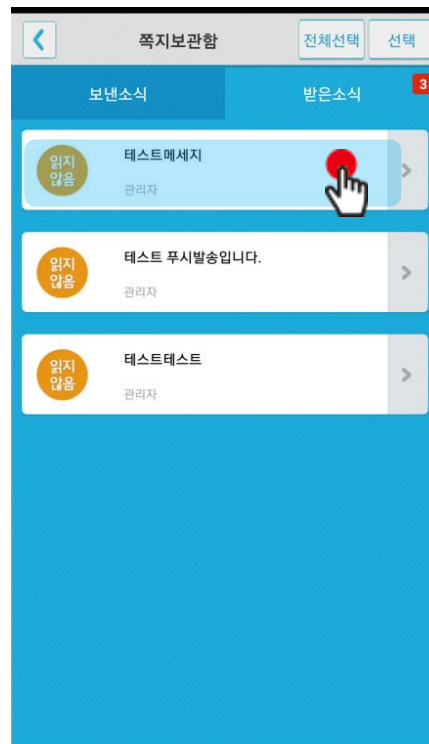 쪽지보관함 전체선택 선택
보낸소식 받은소식 3
읽지
않음
테스트메세지
관리자
읽지
않음
테스트 푸시발송입니다.
관리자
읽지
않음
테스트테스트
관리자